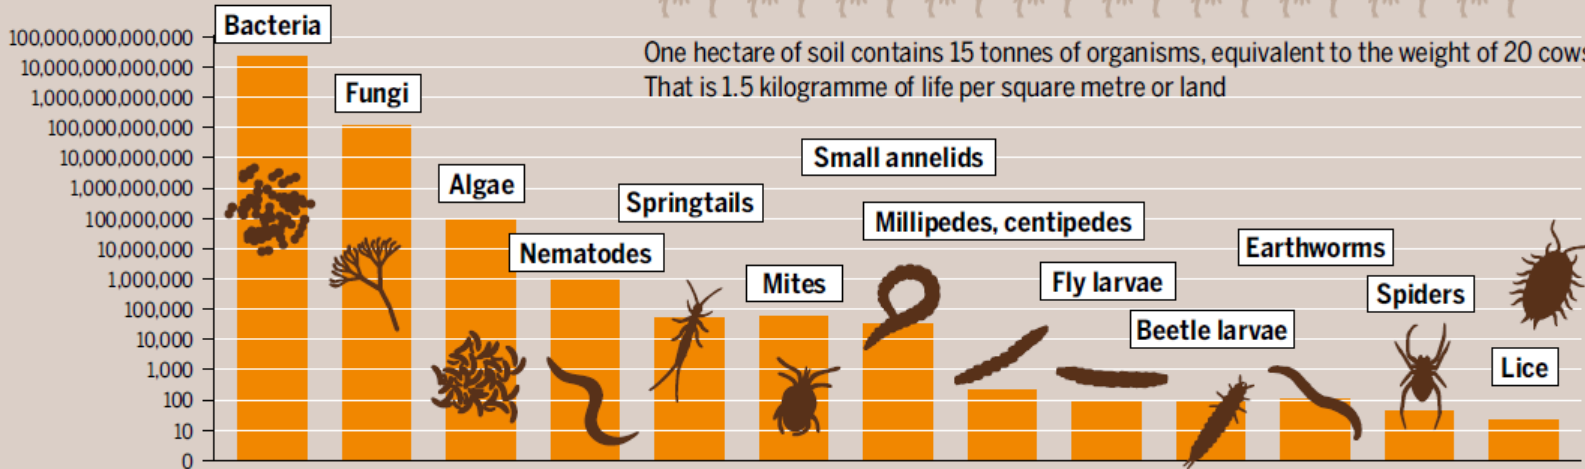 Bacteria
100,000,000,000,000
One hectare of soil contains 15 tonnes of organisms, equivalent to the weight of 20 cows
10,000,000,000,000
That is 1.5 kilogramme of life per square metre or land
1,000,000,000,000
Fungi
100,000,000,000
10,000,000,000
Small annelids
1,000,000,000
Algae
Springtails
100,000,000
Millipedes, centipedes
10,000,000
Nematodes
Earthworms
1,000,000
Mites
Fly larvae
Spiders
100,000
Beetle larvae
10,000
1,000
Lice
100
10
0